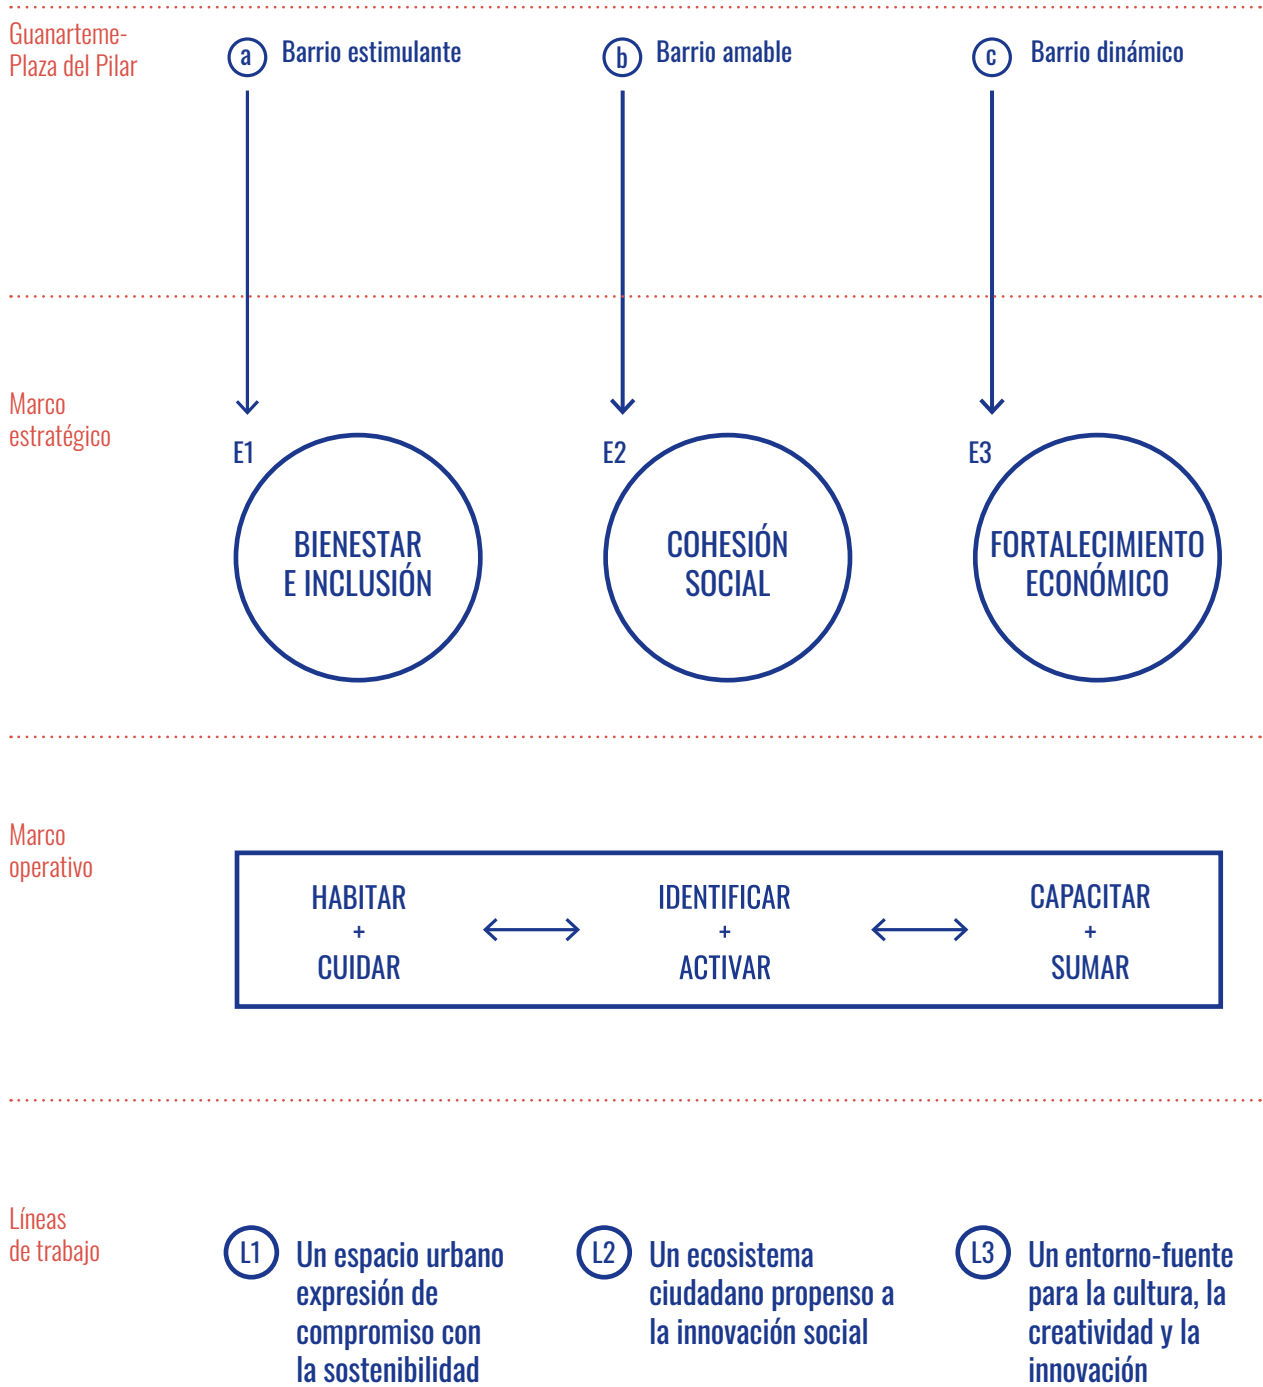 Guanarteme-
Plaza del Pilar
a Barrio estimulante
b Barrio amable
c Barrio dinámico
Marco
estratégico
E1
BIENESTAR
E INCLUSIÓN
E2
COHESIÓN
SOCIAL
E3
FORTALECIMIENTO
ECONÓMICO
Marco
operativo
HABITAR
+
CUIDAR
IDENTIFICAR
+
ACTIVAR
CAPACITAR
+
SUMAR
Líneas
de trabajo
L1 Un espacio urbano
expresión de
compromiso con
la sostenibilidad
L2 Un ecosistema
ciudadano propenso a
la innovación social
L3 Un entorno-fuente
para la cultura, la
creatividad y la
innovación